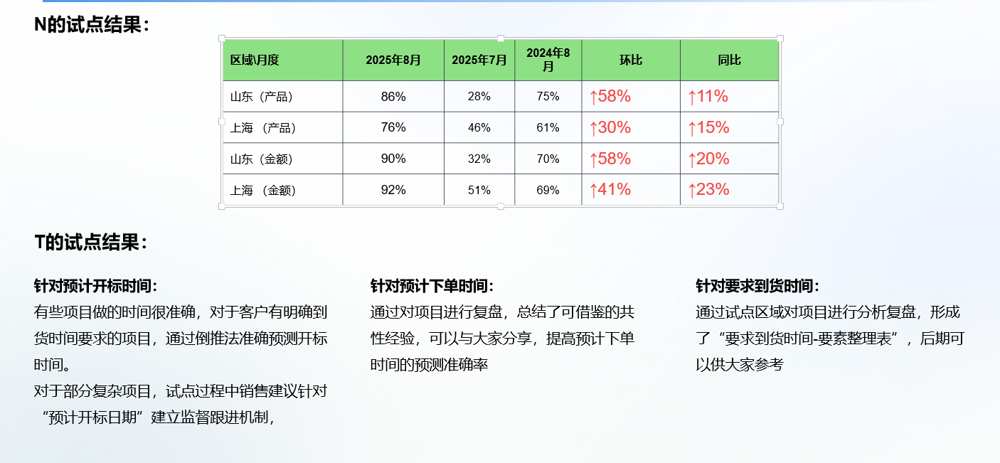 N的试点结果：
区域\月度 2025年8月 2025年7月 2024年8月 环比 同比
山东（产品） 86% 28% 75% ↑58% ↑11%
上海 （产品） 76% 46% 61% ↑30% ↑15%
山东（金额） 90% 32% 70% ↑58% ↑20%
上海 （金额） 92% 51% 69% ↑41% ↑23%
T的试点结果：
针对预计开标时间：
有些项目做的时间很准确，对于客户有明确到
货时间要求的项目，通过倒推法准确预测开标
时间。
对于部分复杂项目，试点过程中销售建议针对
“预计开标日期”建立监督跟进机制，
针对预计下单时间：
通过对项目进行复盘，总结了可借鉴的共
性经验，可以与大家分享，提高预计下单
时间的预测准确率
针对要求到货时间：
通过试点区域对项目进行分析复盘，形成
了“要求到货时间-要素整理表”，后期可
以供大家参考